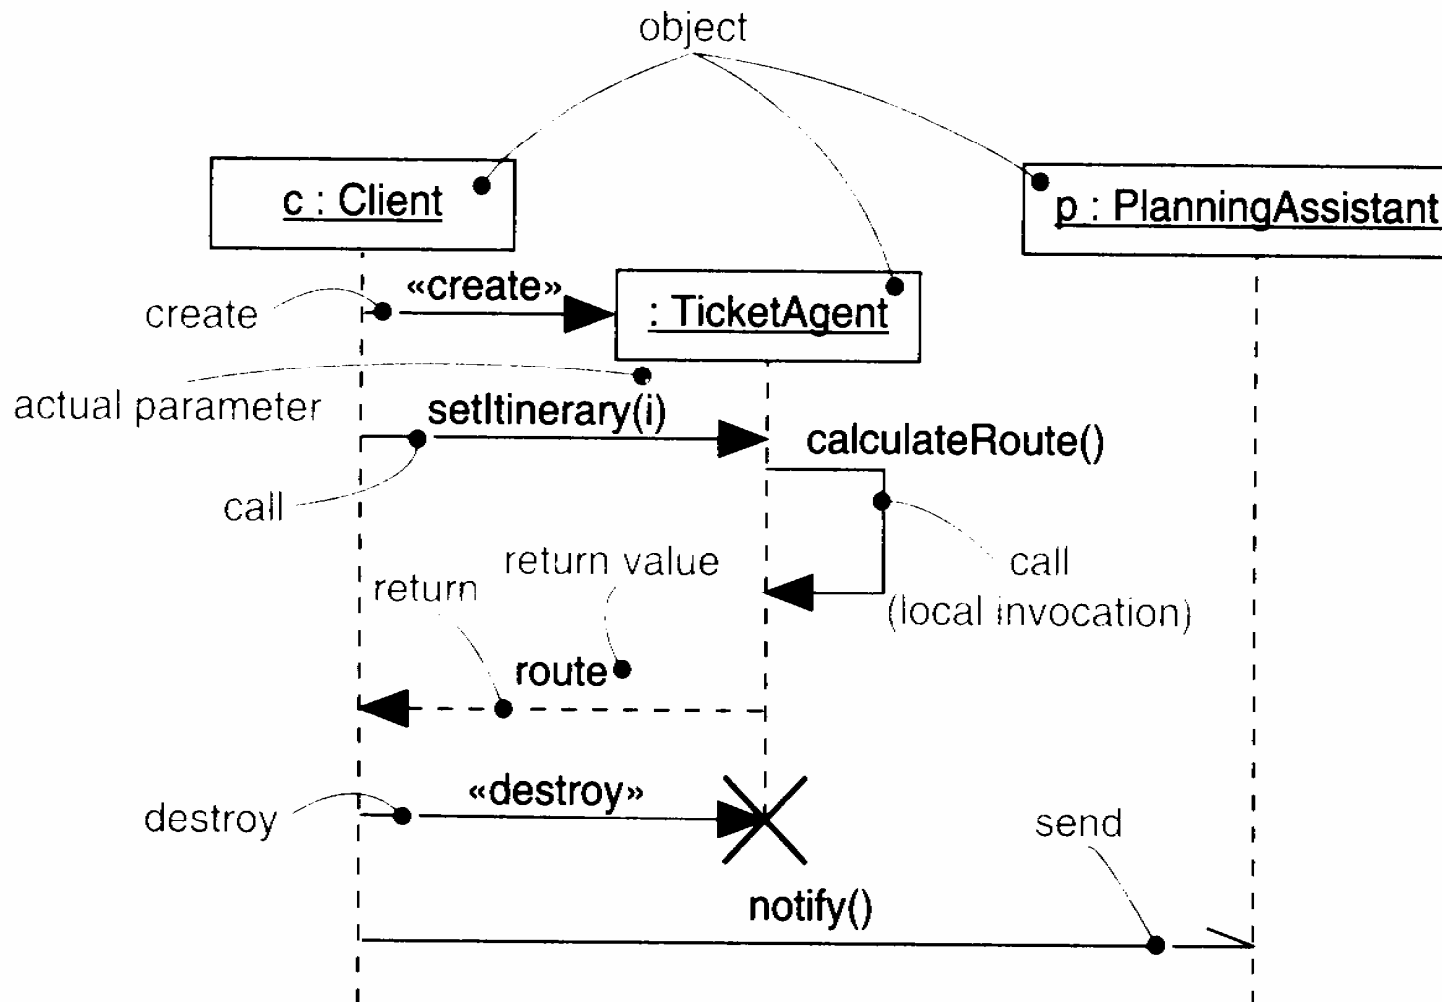 object
c : Client
p : PlanningAssistant
«create»
: TicketAgent
create
actual parameter
setItinerary(i)
calculateRoute()
call
return value
call
(local invocation)
return
route
«destroy»
destroy
send
notify()